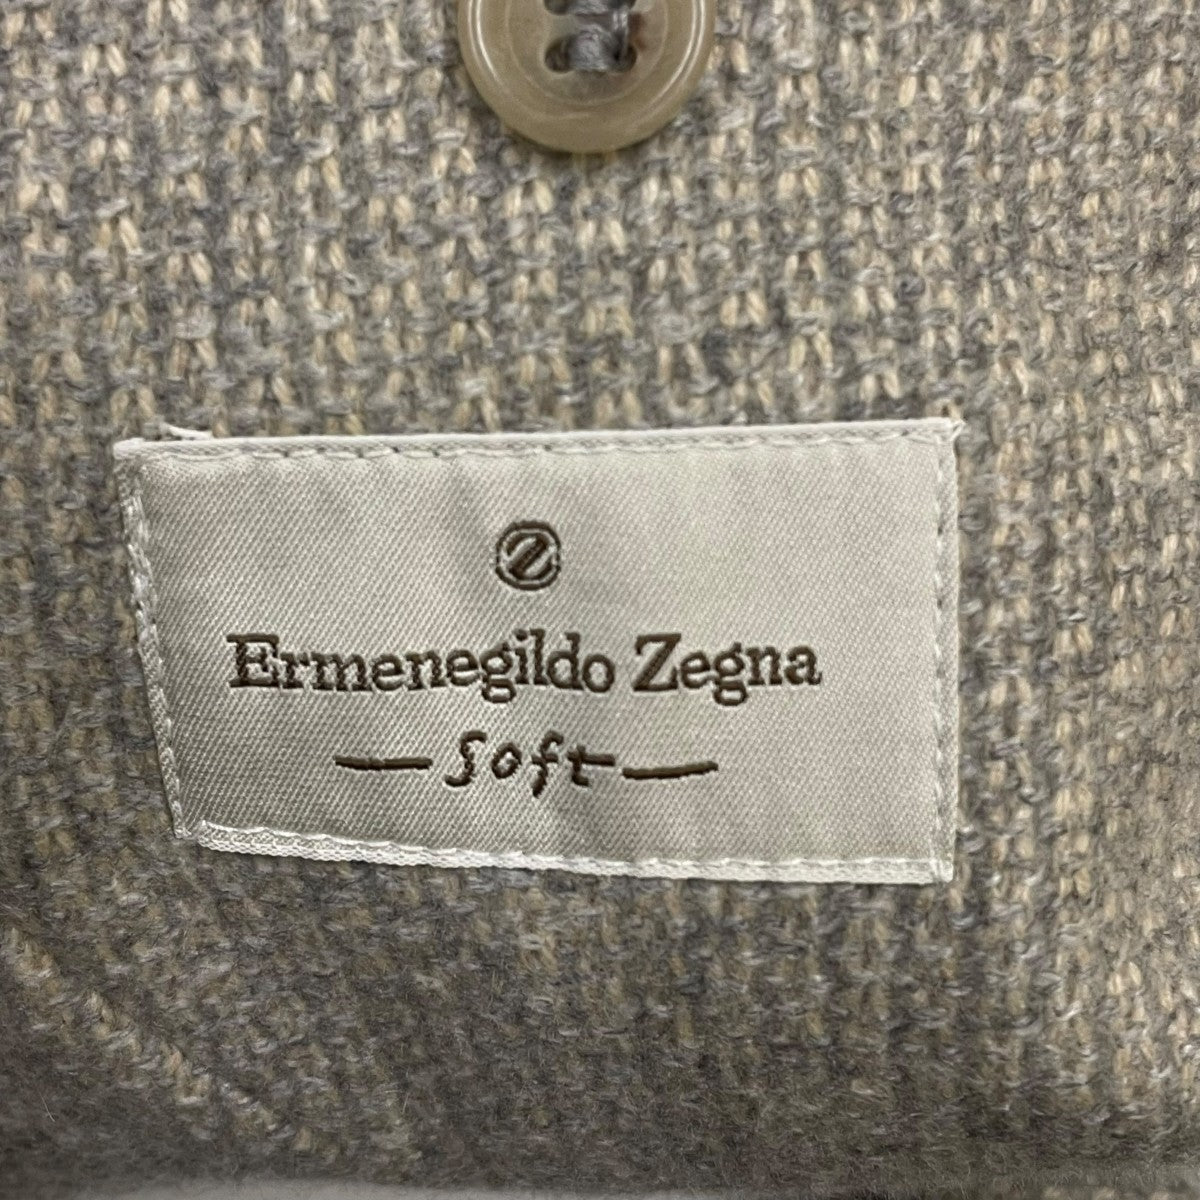 Z
Ermenegildo Zegna
— Soft —